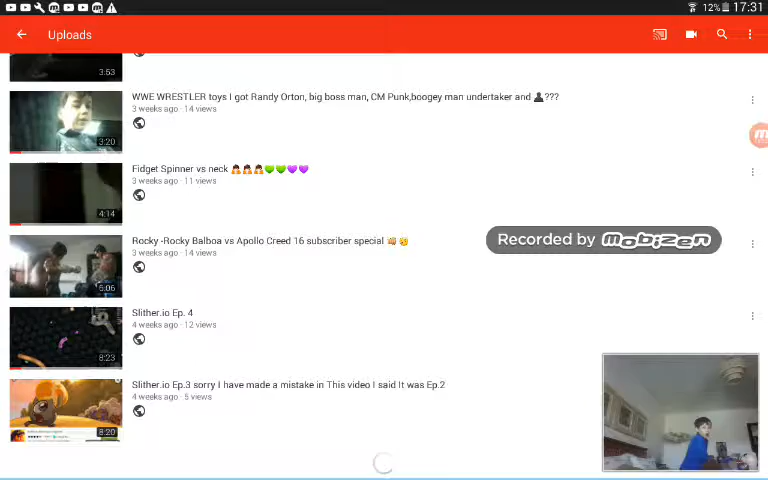 12% 17:31
Uploads
3:53
WWE WRESTLER toys I got Randy Orton, big boss man, CM Punk,boogey man undertaker and 👤???
3 weeks ago · 14 views
3:20
Fidget Spinner vs neck 🙇🙇🙇💚💚💜💜
3 weeks ago · 11 views
4:14
Rocky -Rocky Balboa vs Apollo Creed 16 subscriber special 👊😥
3 weeks ago · 14 views
6:06
Recorded by mobizen
Slither.io Ep. 4
4 weeks ago · 12 views
8:23
Slither.io Ep.3 sorry I have made a mistake in This video I said It was Ep.2
4 weeks ago · 5 views
8:20